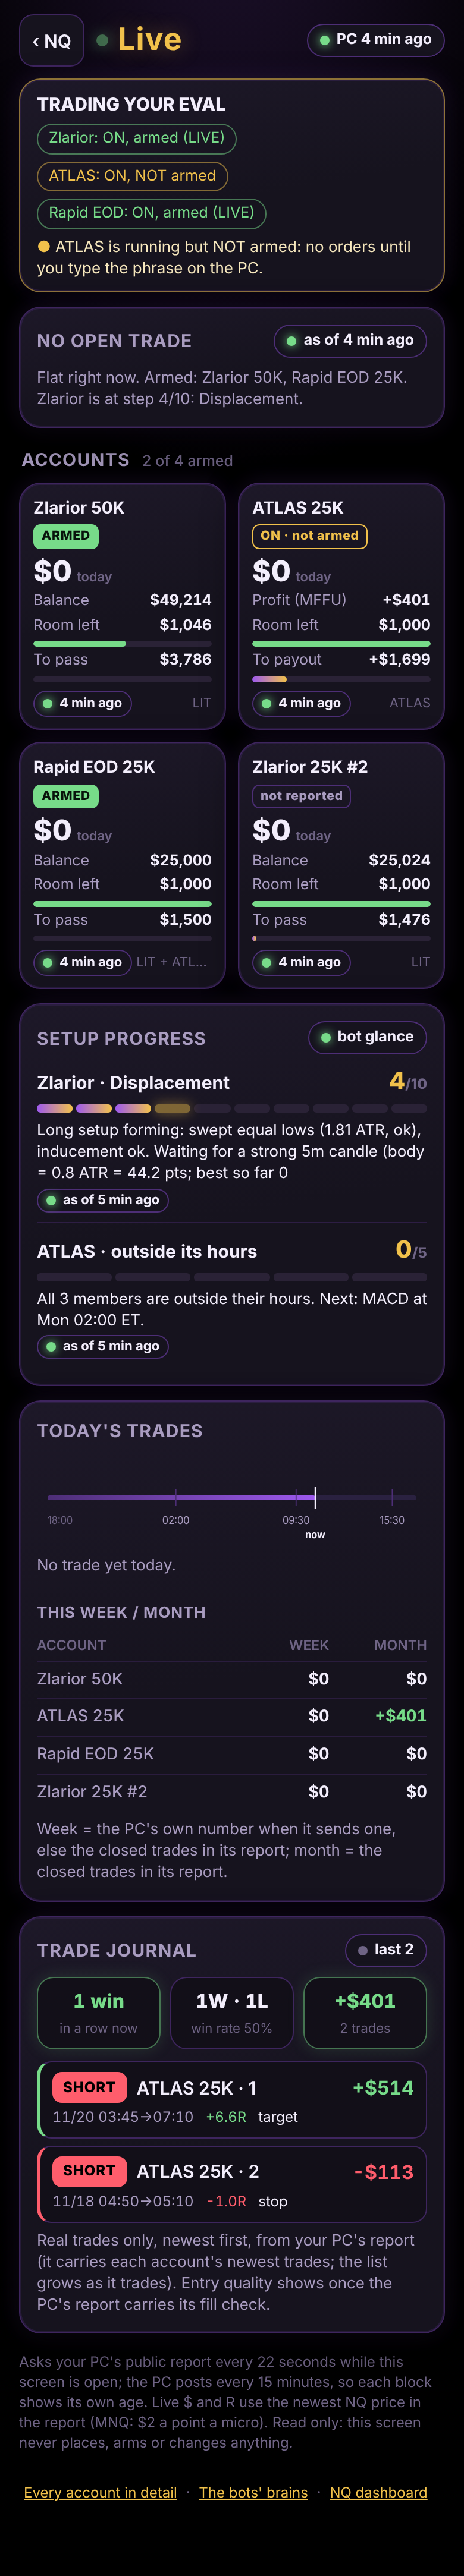 ‹ NQ
Live
PC 4 min ago
TRADING YOUR EVAL
Zlarior: ON, armed (LIVE)
ATLAS: ON, NOT armed
Rapid EOD: ON, armed (LIVE)
ATLAS is running but NOT armed: no orders until
you type the phrase on the PC.
NO OPEN TRADE
as of 4 min ago
Flat right now. Armed: Zlarior 50K, Rapid EOD 25K.
Zlarior is at step 4/10: Displacement.
ACCOUNTS 2 of 4 armed
Zlarior 50K
ARMED
$0 today
Balance $49,214
Room left $1,046
To pass $3,786
4 min ago LIT
ATLAS 25K
ON · not armed
$0 today
Profit (MFFU) +$401
Room left $1,000
To payout +$1,699
4 min ago ATLAS
Rapid EOD 25K
ARMED
$0 today
Balance $25,000
Room left $1,000
To pass $1,500
4 min ago LIT + ATL...
Zlarior 25K #2
not reported
$0 today
Balance $25,024
Room left $1,000
To pass $1,476
4 min ago LIT
SETUP PROGRESS
bot glance
Zlarior · Displacement 4/10
Long setup forming: swept equal lows (1.81 ATR, ok),
inducement ok. Waiting for a strong 5m candle (body
= 0.8 ATR = 44.2 pts; best so far 0
as of 5 min ago
ATLAS · outside its hours 0/5
All 3 members are outside their hours. Next: MACD at
Mon 02:00 ET.
as of 5 min ago
TODAY'S TRADES
18:00 02:00 09:30 15:30
now
No trade yet today.
THIS WEEK / MONTH
ACCOUNT WEEK MONTH
Zlarior 50K $0 $0
ATLAS 25K $0 +$401
Rapid EOD 25K $0 $0
Zlarior 25K #2 $0 $0
Week = the PC's own number when it sends one,
else the closed trades in its report; month = the
closed trades in its report.
TRADE JOURNAL
last 2
1 win
in a row now
1W · 1L
win rate 50%
+$401
2 trades
SHORT ATLAS 25K · 1 +$514
11/20 03:45→07:10 +6.6R target
SHORT ATLAS 25K · 2 -$113
11/18 04:50→05:10 -1.0R stop
Real trades only, newest first, from your PC's report
(it carries each account's newest trades; the list
grows as it trades). Entry quality shows once the
PC's report carries its fill check.
Asks your PC's public report every 22 seconds while this
screen is open; the PC posts every 15 minutes, so each block
shows its own age. Live $ and R use the newest NQ price in
the report (MNQ: $2 a point a micro). Read only: this screen
never places, arms or changes anything.
Every account in detail · The bots' brains · NQ dashboard